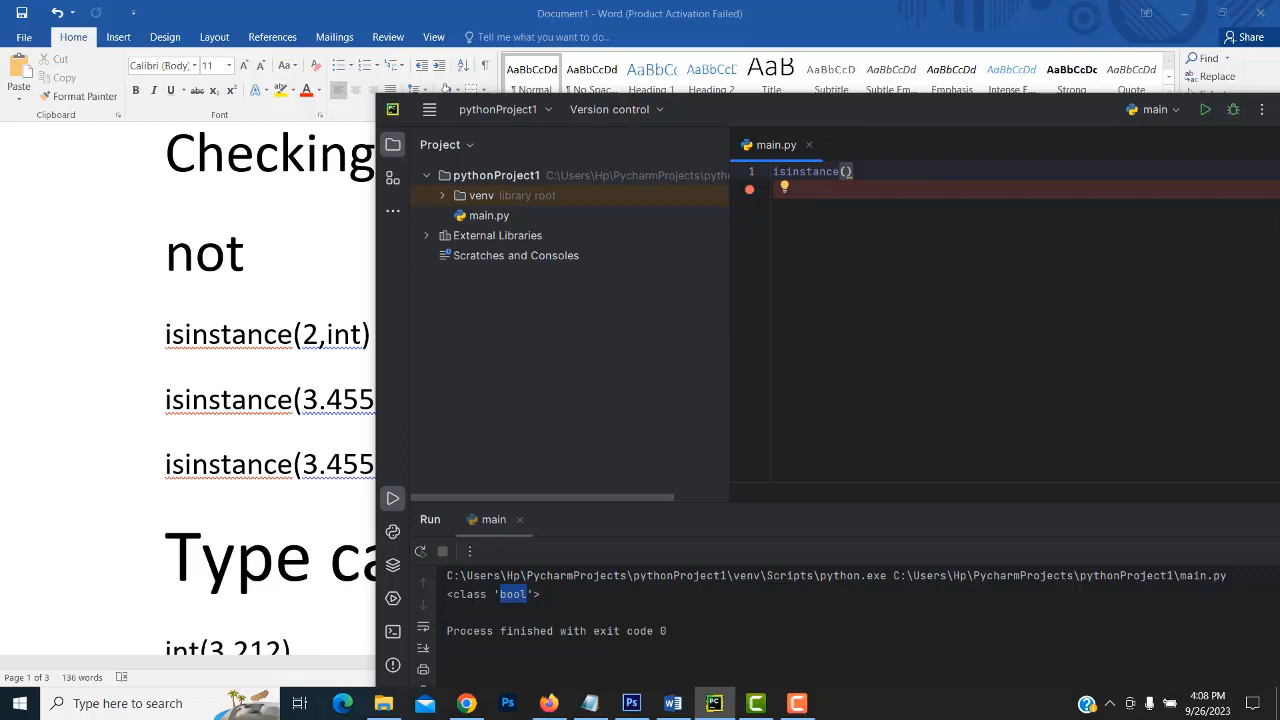 Document1 - Word (Product Activation Failed)
File Home Insert Design Layout References Mailings Review View Tell me what you want to do... Share
Paste Cut Copy Format Painter
Calibri (Body) 11
B I U abc
AaBbCcDd AaBbCcDd AaBbCc AaBbCcD AaB AaBbCcD AaBbCcDd AaBbCcDd AaBbCcDd AaBbCcDd AaBbCcDd
¶ Normal ¶ No Spac... Heading 1 Heading 2 Title Subtitle Subtle Em... Emphasis Intense E... Strong
Find Replace
Clipboard Font
Checking
not
isinstance(2,int)
isinstance(3.455
isinstance(3.455
Type ca
int(3.212)
Page 1 of 3 136 words
PC pythonProject1 Version control main
Project
pythonProject1 C:\Users\Hp\PycharmProjects\pyth
venv library root
main.py
External Libraries
Scratches and Consoles
main.py
1 isinstance()
Run main
C:\Users\Hp\PycharmProjects\pythonProject1\venv\Scripts\python.exe C:\Users\Hp\PycharmProjects\pythonProject1\main.py
<class 'bool'>
Process finished with exit code 0
Type here to search
4:08 PM
9/26/2023